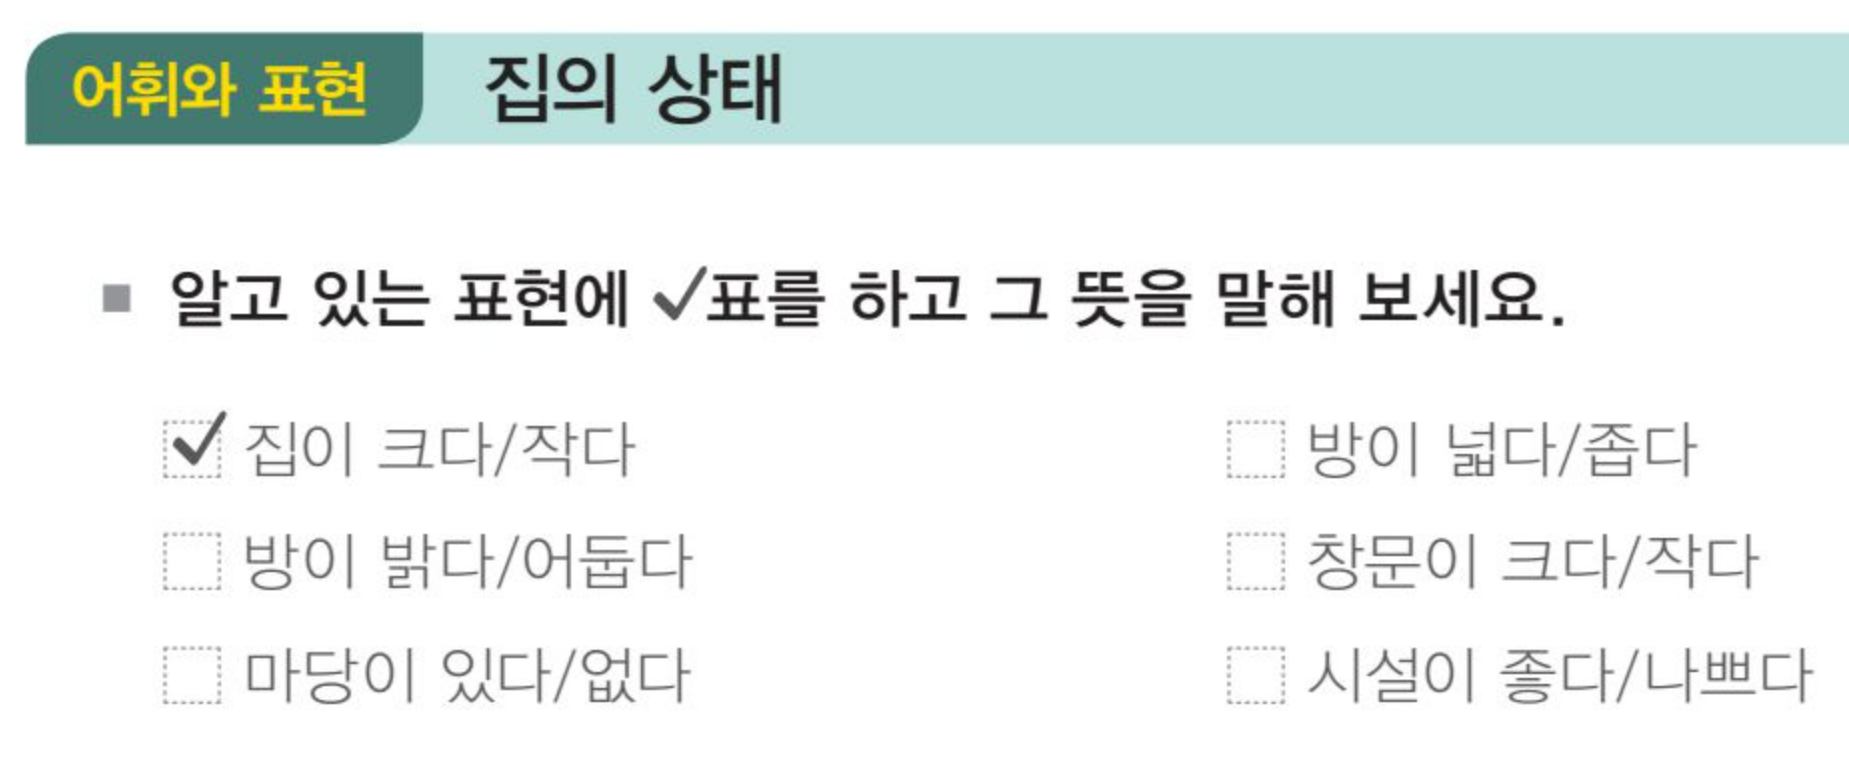 어휘와 표현 집의 상태
■ 알고 있는 표현에 ✓표를 하고 그 뜻을 말해 보세요.
✓ 집이 크다/작다 □ 방이 넓다/좁다
□ 방이 밝다/어둡다 □ 창문이 크다/작다
□ 마당이 있다/없다 □ 시설이 좋다/나쁘다